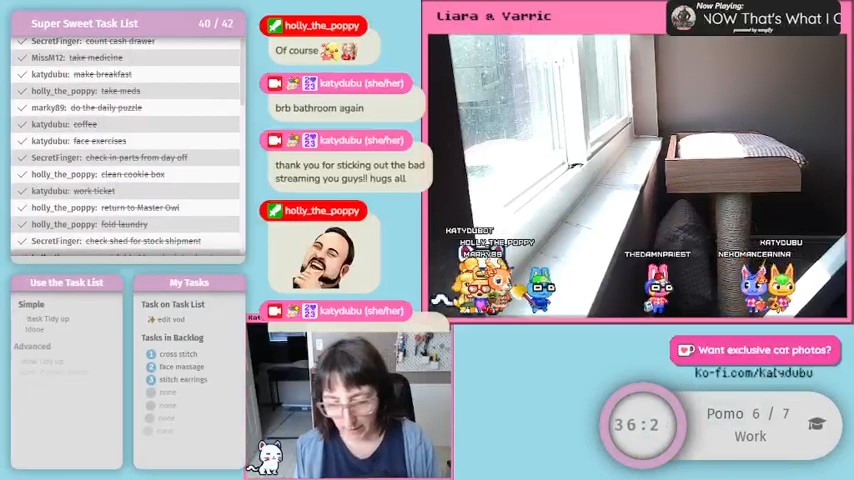 Super Sweet Task List 40 / 42
SecretFinger: count cash drawer
MissM12: take medicine
katydubu: make breakfast
holly_the_poppy: take meds
marky89: do the daily puzzle
katydubu: coffee
katydubu: face exercises
SecretFinger: check in parts from day off
holly_the_poppy: clean cookie box
katydubu: work ticket
holly_the_poppy: return to Master Owl
holly_the_poppy: fold laundry
SecretFinger: check shed for stock shipment
Use the Task List
Simple
!task Tidy up
!done
Advanced
My Tasks
Task on Task List
edit vod
Tasks in Backlog
1 cross stitch
2 face massage
3 stitch earrings
none
none
none
none
holly_the_poppy
Of course
katydubu (she/her)
brb bathroom again
katydubu (she/her)
thank you for sticking out the bad
streaming you guys!! hugs all
holly_the_poppy
katydubu (she/her)
Liara & Varric
Now Playing:
NOW That's What I C
KATYDUBOT
HOLLY_THE_POPPY
MARKY89
THEDAMNPRIEST
KATYDUBU
NEKOMANCEANINA
Want exclusive cat photos?
Ko-fi.com/katydubu
36:2
Pomo 6 / 7
Work